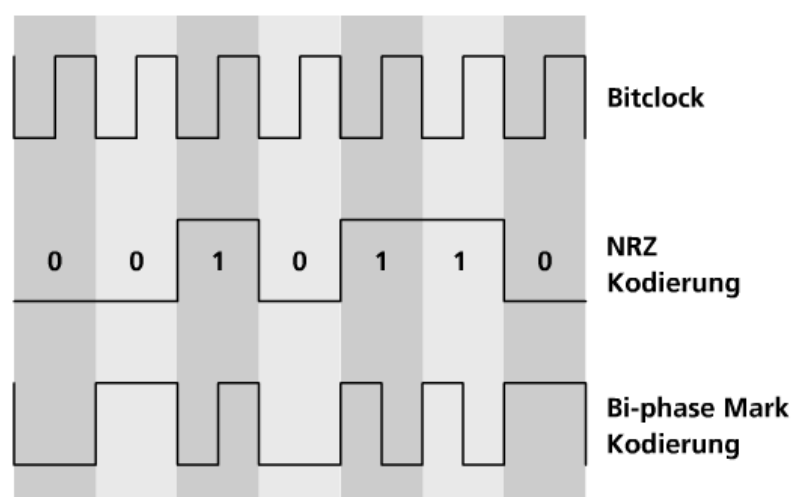 Bitclock
0 0 1 0 1 1 0
NRZ
Kodierung
Bi-phase Mark
Kodierung